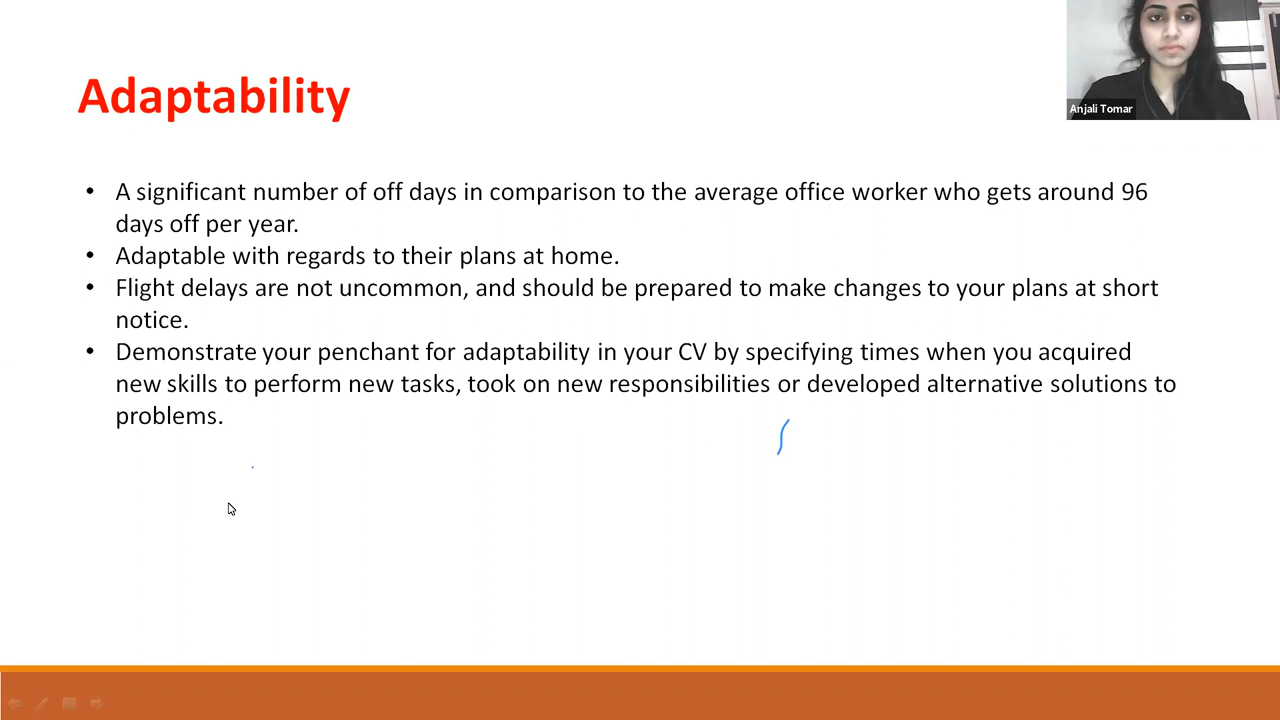 Anjali Tomar
Adaptability
• A significant number of off days in comparison to the average office worker who gets around 96
days off per year.
• Adaptable with regards to their plans at home.
• Flight delays are not uncommon, and should be prepared to make changes to your plans at short
notice.
• Demonstrate your penchant for adaptability in your CV by specifying times when you acquired
new skills to perform new tasks, took on new responsibilities or developed alternative solutions to
problems.